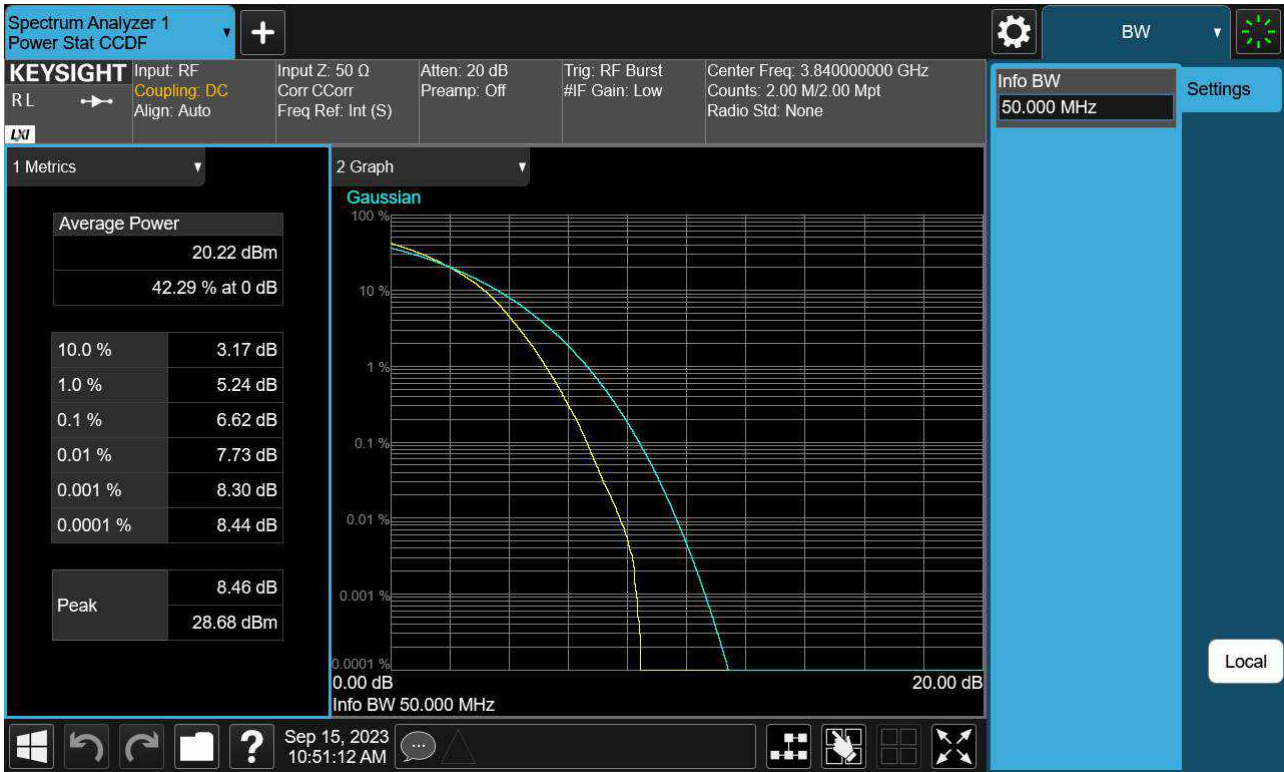 Spectrum Analyzer 1
Power Stat CCDF
+
BW
KEYSIGHT
RL
LXI
Input: RF
Coupling: DC
Align: Auto
Input Z: 50 Ω
Corr CCorr
Freq Ref: Int (S)
Atten: 20 dB
Preamp: Off
Trig: RF Burst
#IF Gain: Low
Center Freq: 3.840000000 GHz
Counts: 2.00 M/2.00 Mpt
Radio Std: None
Info BW
50.000 MHz
Settings
1 Metrics
Average Power
20.22 dBm
42.29 % at 0 dB
10.0 % 3.17 dB
1.0 % 5.24 dB
0.1 % 6.62 dB
0.01 % 7.73 dB
0.001 % 8.30 dB
0.0001 % 8.44 dB
Peak
8.46 dB
28.68 dBm
2 Graph
Gaussian
100 %
10 %
1 %
0.1 %
0.01 %
0.001 %
0.0001 %
0.00 dB 20.00 dB
Info BW 50.000 MHz
Local
?
Sep 15, 2023
10:51:12 AM